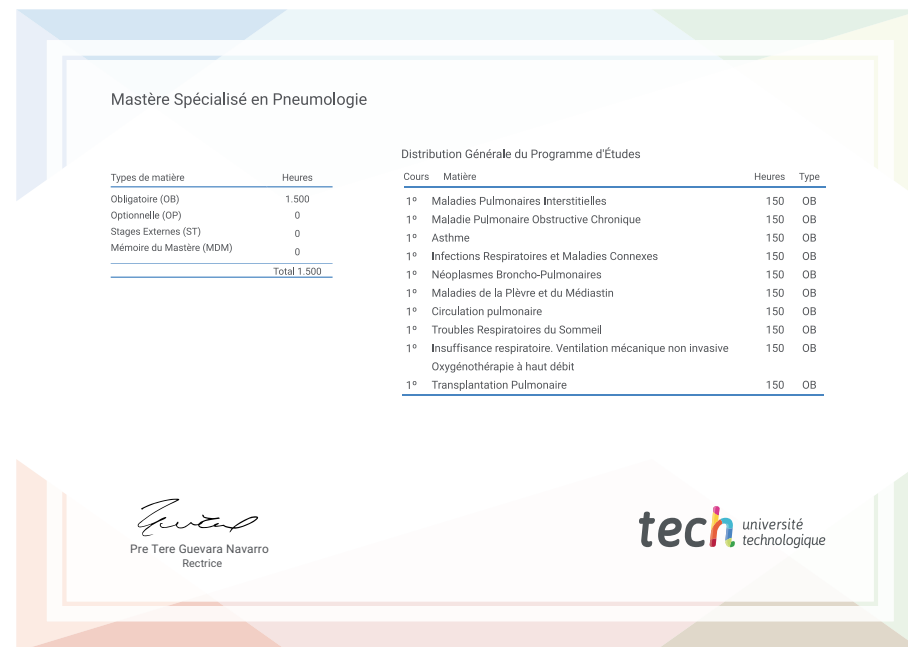 Mastère Spécialisé en Pneumologie
Types de matière Heures
Obligatoire (OB) 1.500
Optionnelle (OP) 0
Stages Externes (ST) 0
Mémoire du Mastère (MDM) 0
Total 1.500
Distribution Générale du Programme d'Études
Cours Matière Heures Type
1º Maladies Pulmonaires Interstitielles 150 OB
1º Maladie Pulmonaire Obstructive Chronique 150 OB
1º Asthme 150 OB
1º Infections Respiratoires et Maladies Connexes 150 OB
1º Néoplasmes Broncho-Pulmonaires 150 OB
1º Maladies de la Plèvre et du Médiastin 150 OB
1º Circulation pulmonaire 150 OB
1º Troubles Respiratoires du Sommeil 150 OB
1º Insuffisance respiratoire. Ventilation mécanique non invasive 150 OB
Oxygénothérapie à haut débit
1º Transplantation Pulmonaire 150 OB
Pre Tere Guevara Navarro
Rectrice
tech université
technologique